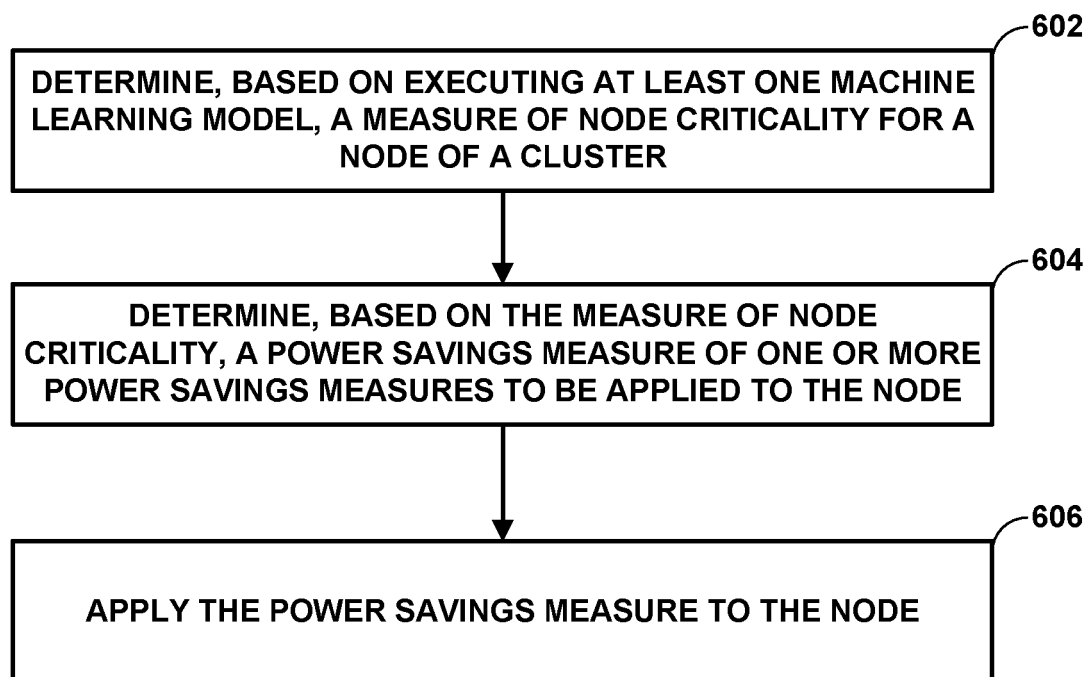 602
DETERMINE, BASED ON EXECUTING AT LEAST ONE MACHINE
LEARNING MODEL, A MEASURE OF NODE CRITICALITY FOR A
NODE OF A CLUSTER
604
DETERMINE, BASED ON THE MEASURE OF NODE
CRITICALITY, A POWER SAVINGS MEASURE OF ONE OR MORE
POWER SAVINGS MEASURES TO BE APPLIED TO THE NODE
606
APPLY THE POWER SAVINGS MEASURE TO THE NODE